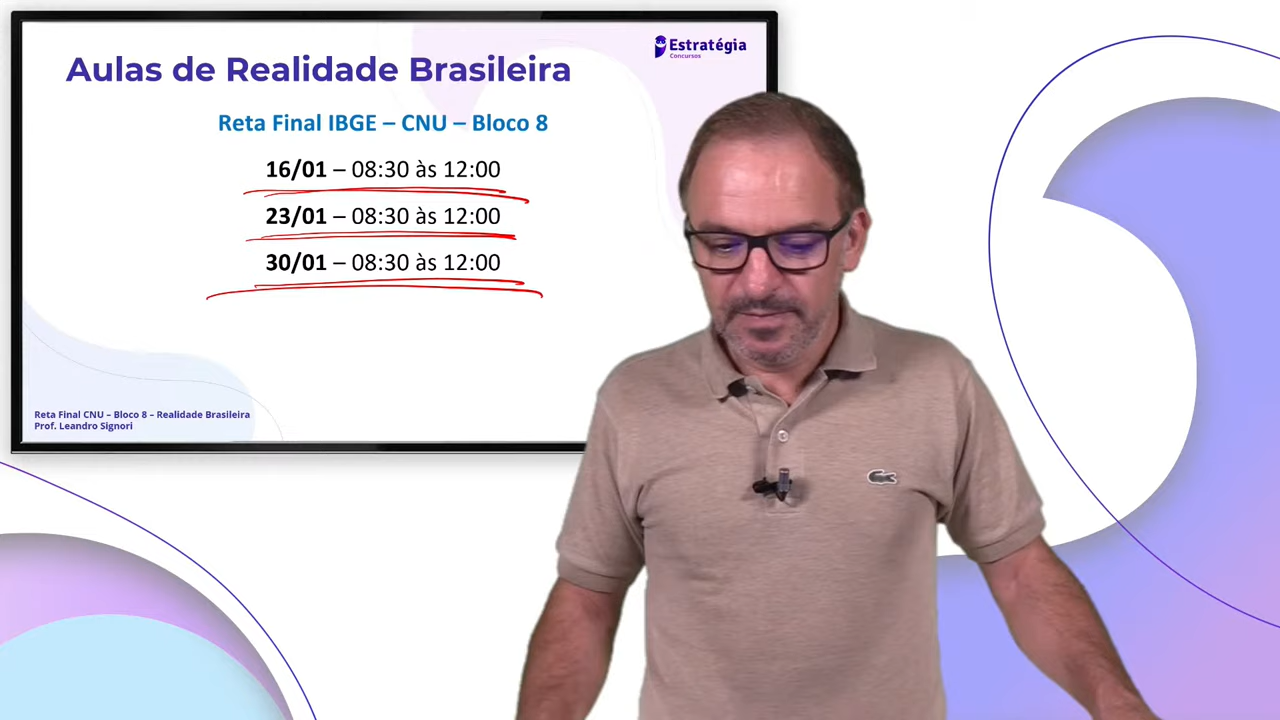 Estratégia
Concursos
Aulas de Realidade Brasileira
Reta Final IBGE – CNU – Bloco 8
16/01 – 08:30 às 12:00
23/01 – 08:30 às 12:00
30/01 – 08:30 às 12:00
Reta Final CNU – Bloco 8 – Realidade Brasileira
Prof. Leandro Signori